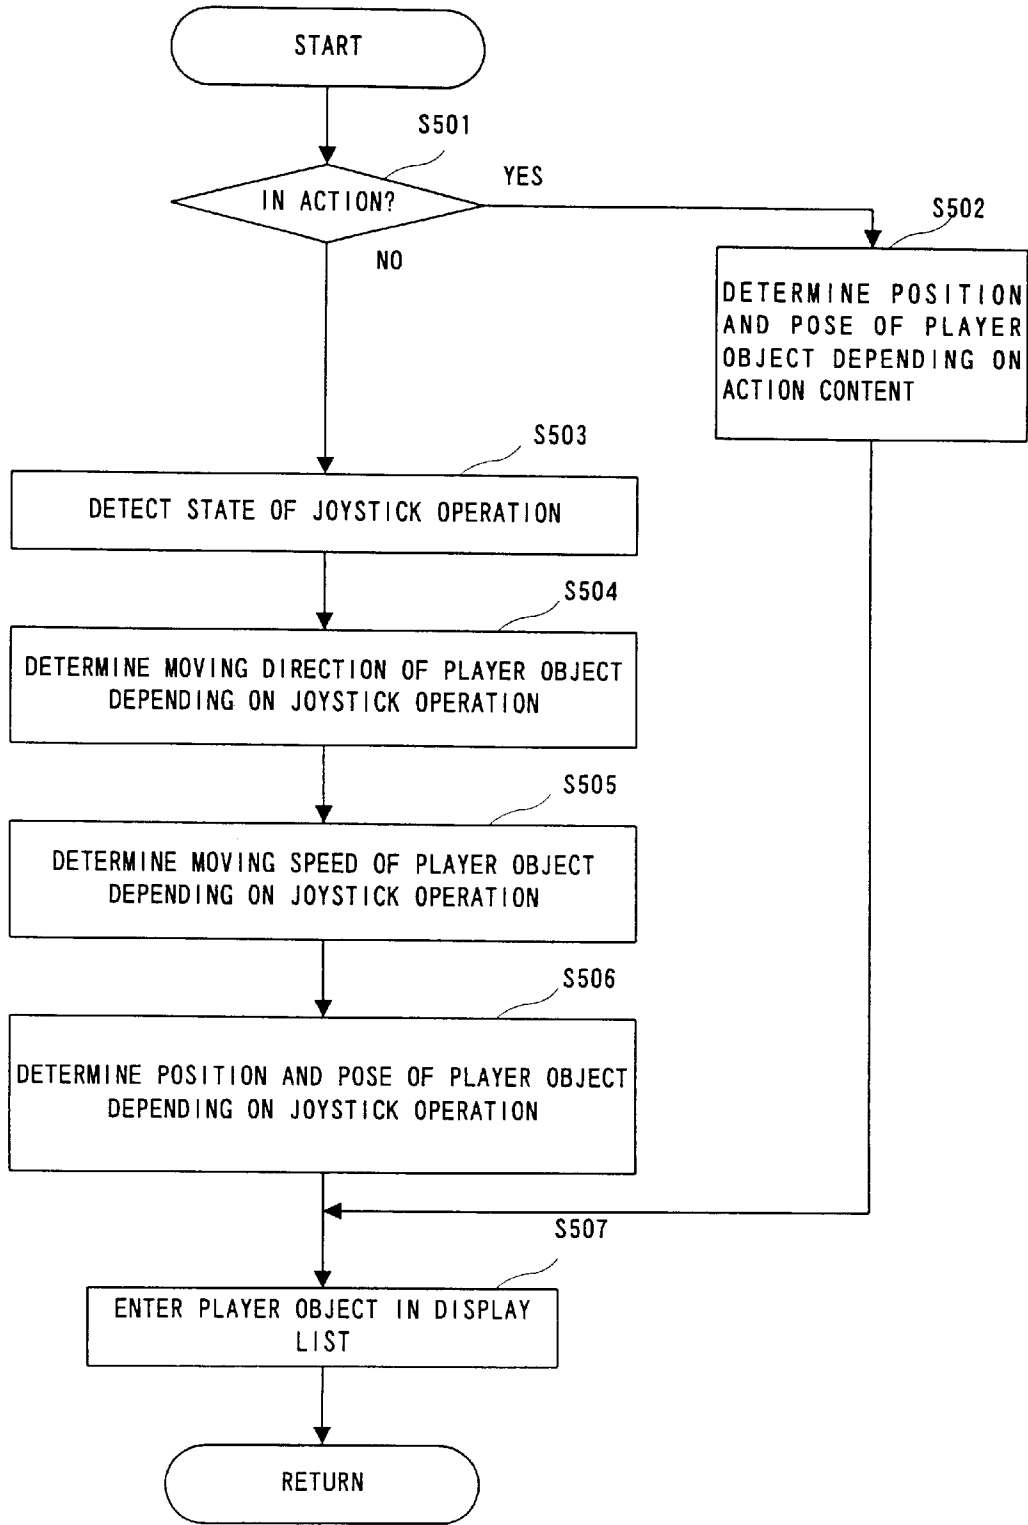 START
S501
IN ACTION?
YES
NO
S502
DETERMINE POSITION
AND POSE OF PLAYER
OBJECT DEPENDING ON
ACTION CONTENT
S503
DETECT STATE OF JOYSTICK OPERATION
S504
DETERMINE MOVING DIRECTION OF PLAYER OBJECT
DEPENDING ON JOYSTICK OPERATION
S505
DETERMINE MOVING SPEED OF PLAYER OBJECT
DEPENDING ON JOYSTICK OPERATION
S506
DETERMINE POSITION AND POSE OF PLAYER OBJECT
DEPENDING ON JOYSTICK OPERATION
S507
ENTER PLAYER OBJECT IN DISPLAY
LIST
RETURN